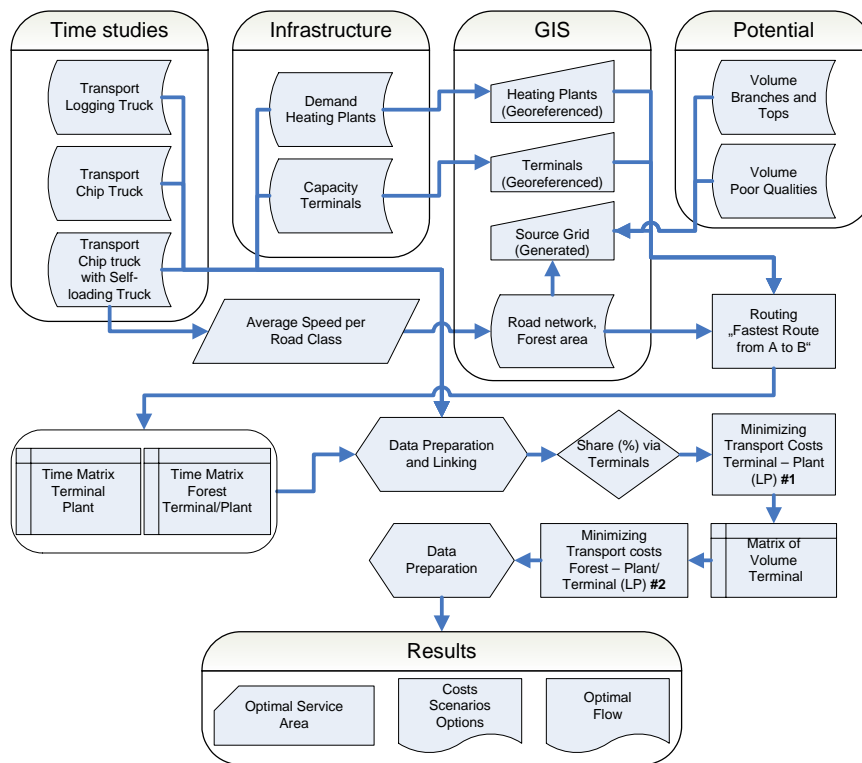 Time studies
Transport
Logging Truck
Transport
Chip Truck
Transport
Chip truck
with Self-
loading Truck
Infrastructure
Demand
Heating Plants
Capacity
Terminals
GIS
Heating Plants
(Georeferenced)
Terminals
(Georeferenced)
Source Grid
(Generated)
Road network,
Forest area
Potential
Volume
Branches and
Tops
Volume
Poor Qualities
Average Speed per
Road Class
Routing
„Fastest Route
from A to B“
Time Matrix
Terminal
Plant
Time Matrix
Forest
Terminal/Plant
Data Preparation
and Linking
Share (%) via
Terminals
Minimizing
Transport Costs
Terminal – Plant
(LP) #1
Matrix of
Volume
Terminal
Minimizing
Transport costs
Forest – Plant/
Terminal (LP) #2
Data
Preparation
Results
Optimal Service
Area
Costs
Scenarios
Options
Optimal
Flow